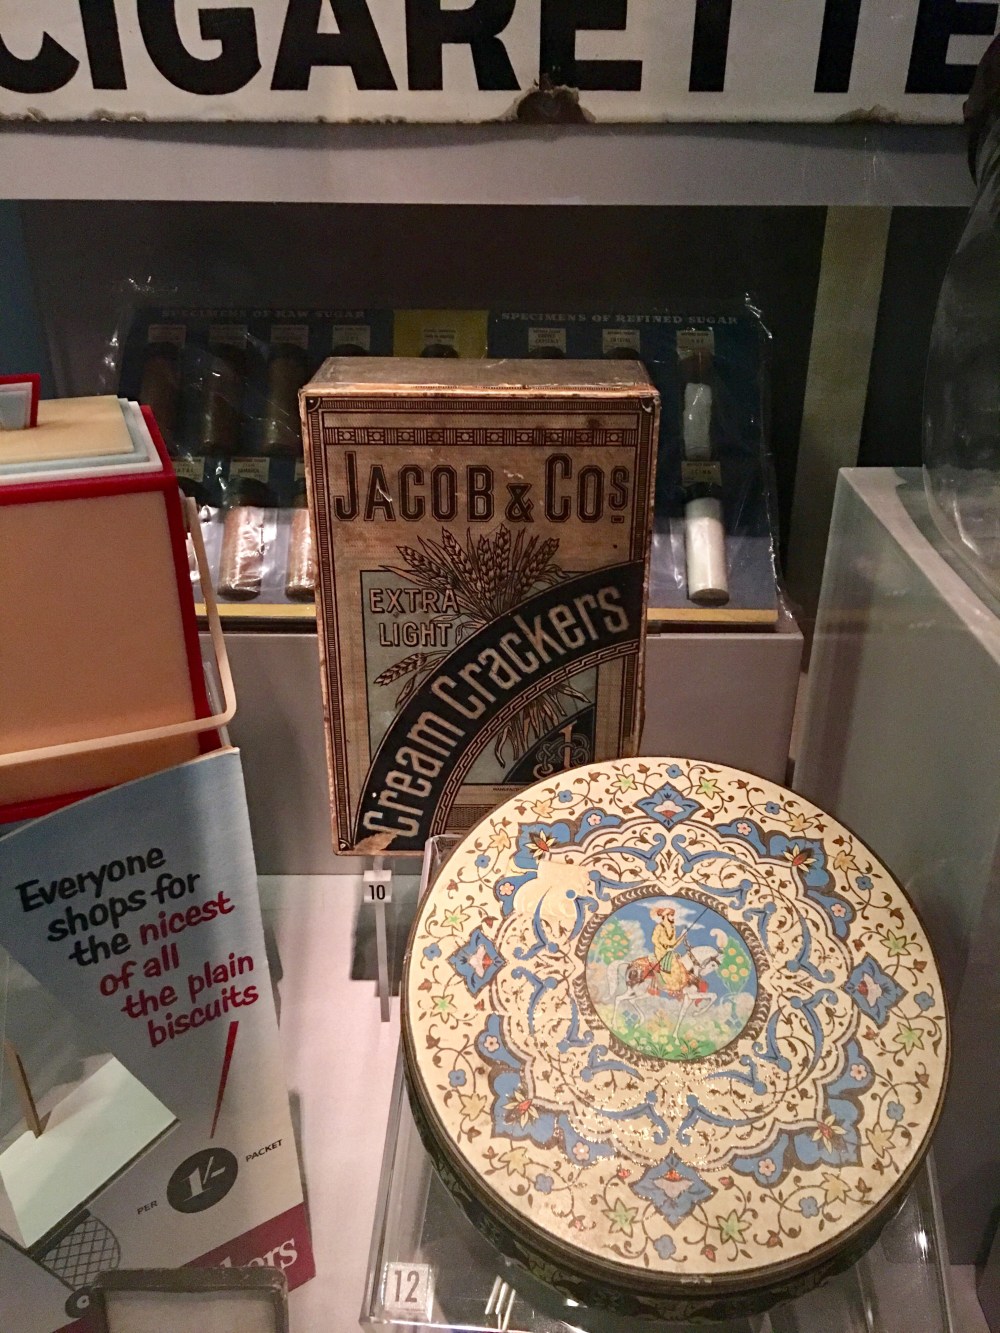 CIGARETTE
SPECIMENS OF RAW SUGAR
SPECIMENS OF REFINED SUGAR
JACOB & COS
EXTRA
LIGHT
Cream Crackers
10
Everyone
shops for
the nicest
of all
the plain
biscuits
PER 1/- PACKET
12